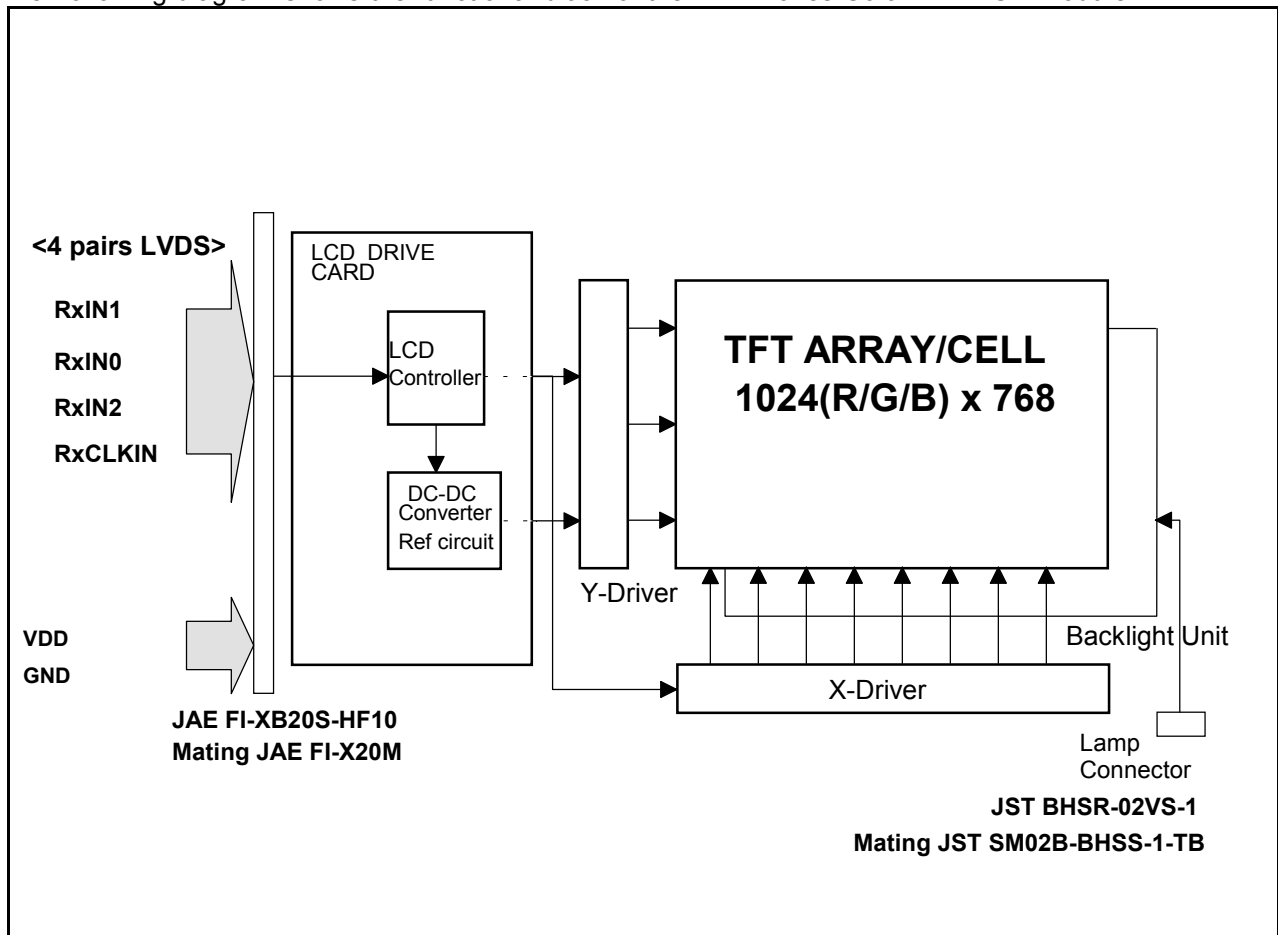 <4 pairs LVDS>
RxIN1
RxIN0
RxIN2
RxCLKIN
VDD
GND
JAE FI-XB20S-HF10
Mating JAE FI-X20M
LCD DRIVE
CARD
LCD
Controller
DC-DC
Converter
Ref circuit
Y-Driver
TFT ARRAY/CELL
1024(R/G/B) x 768
Backlight Unit
X-Driver
Lamp
Connector
JST BHSR-02VS-1
Mating JST SM02B-BHSS-1-TB